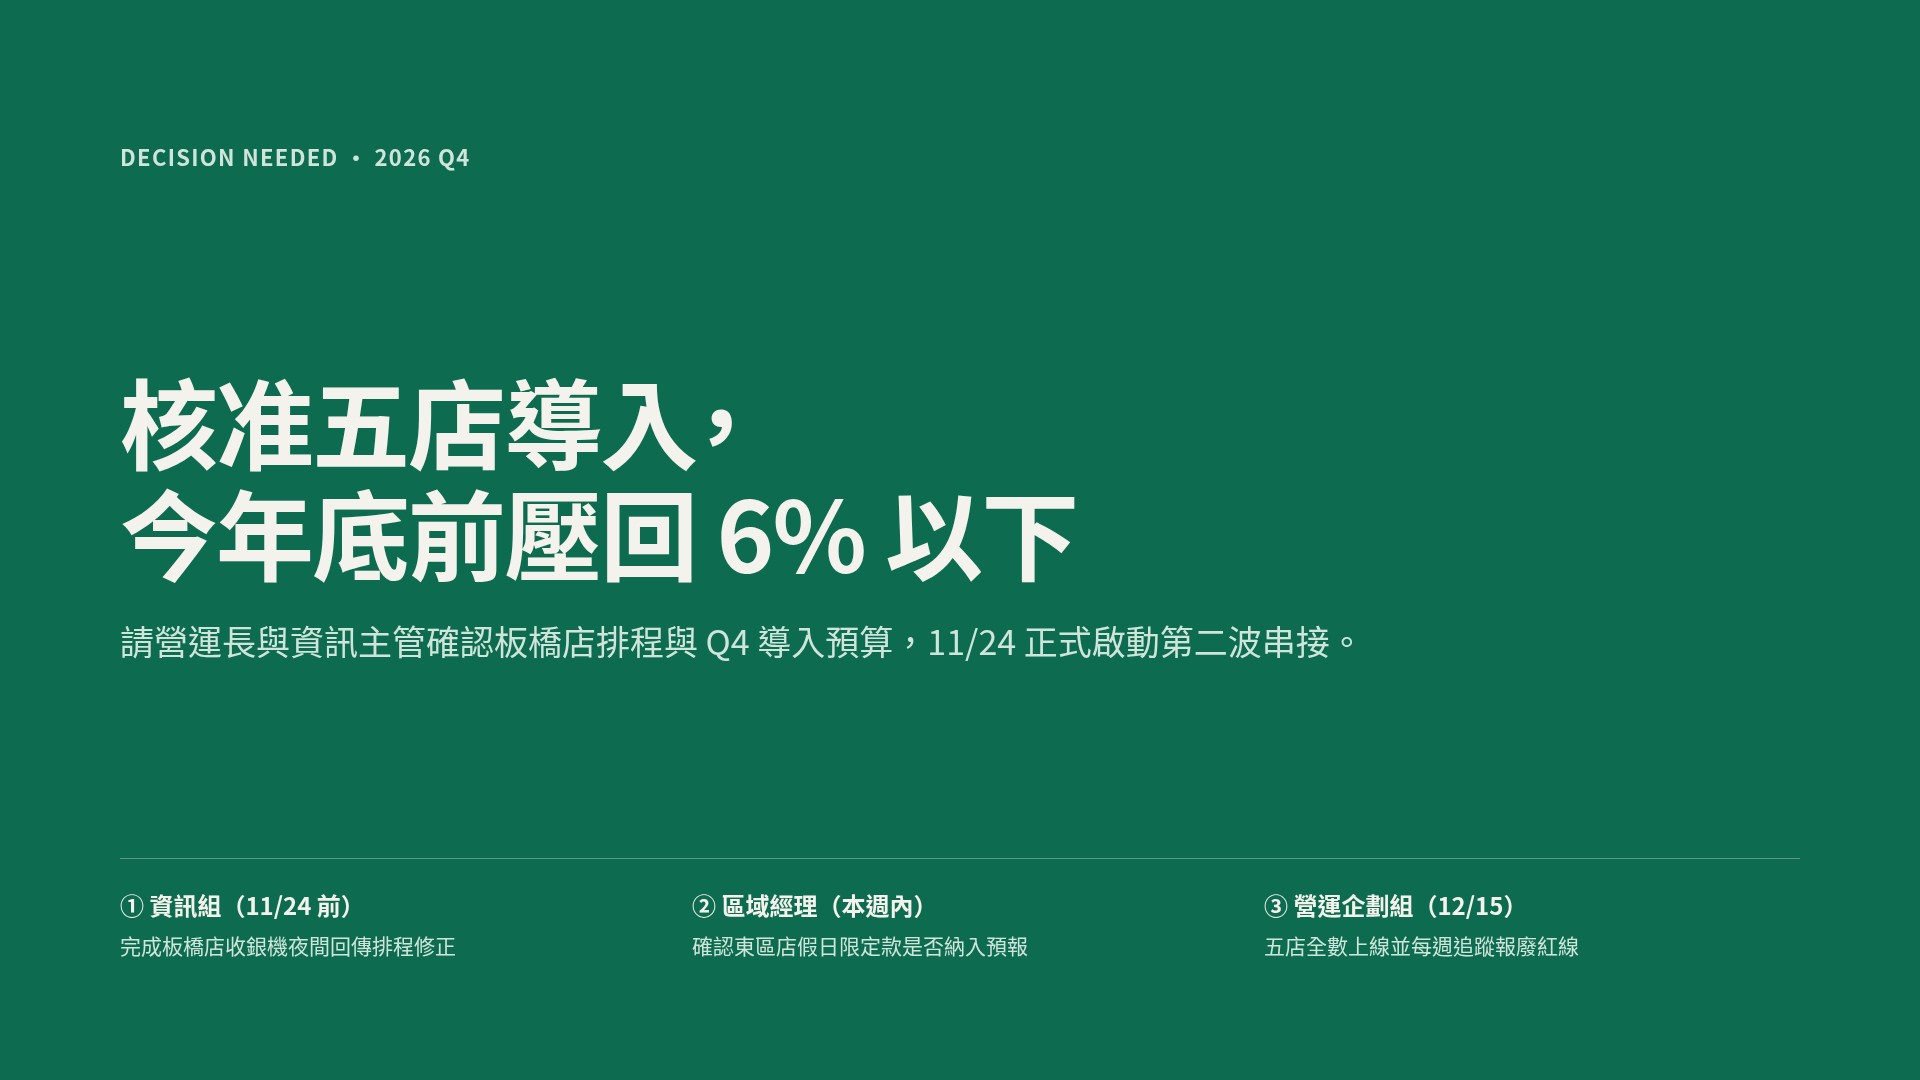 DECISION NEEDED • 2026 Q4
核准五店導入，
今年底前壓回 6% 以下
請營運長與資訊主管確認板橋店排程與 Q4 導入預算，11/24 正式啟動第二波串接。
① 資訊組（11/24 前）
完成板橋店收銀機夜間回傳排程修正
② 區域經理（本週內）
確認東區店假日限定款是否納入預報
③ 營運企劃組（12/15）
五店全數上線並每週追蹤報廢紅線